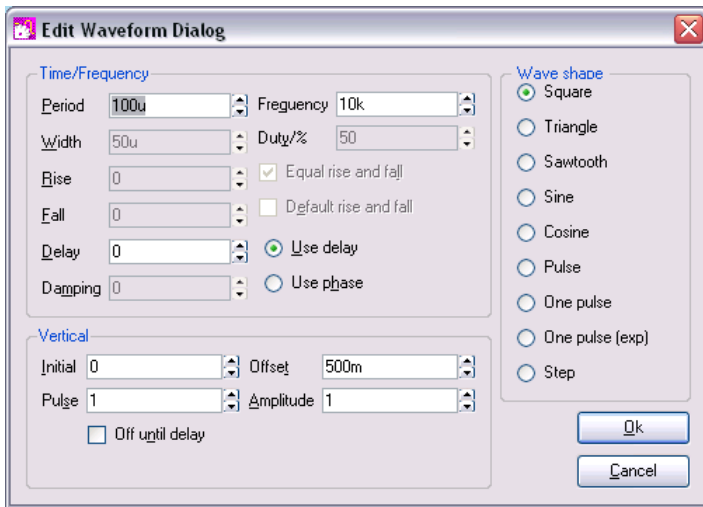 Edit Waveform Dialog
Time/Frequency
Period 100u Freguency 10k
Width 50u Duty/% 50
Rise 0 Equal rise and fall
Fall 0 Default rise and fall
Delay 0 Use delay
Damping 0 Use phase
Vertical
Initial 0 Offset 500m
Pulse 1 Amplitude 1
Off until delay
Wave shape
Square
Triangle
Sawtooth
Sine
Cosine
Pulse
One pulse
One pulse (exp)
Step
Ok
Cancel